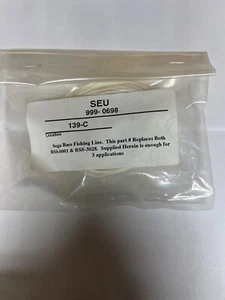 SEU
999-0698
139-C
Location
Sega Bass Fishing Line. This part # Replaces Both
BSS-0001 & BSS-3028. Supplied Herein is enough for
3 applications